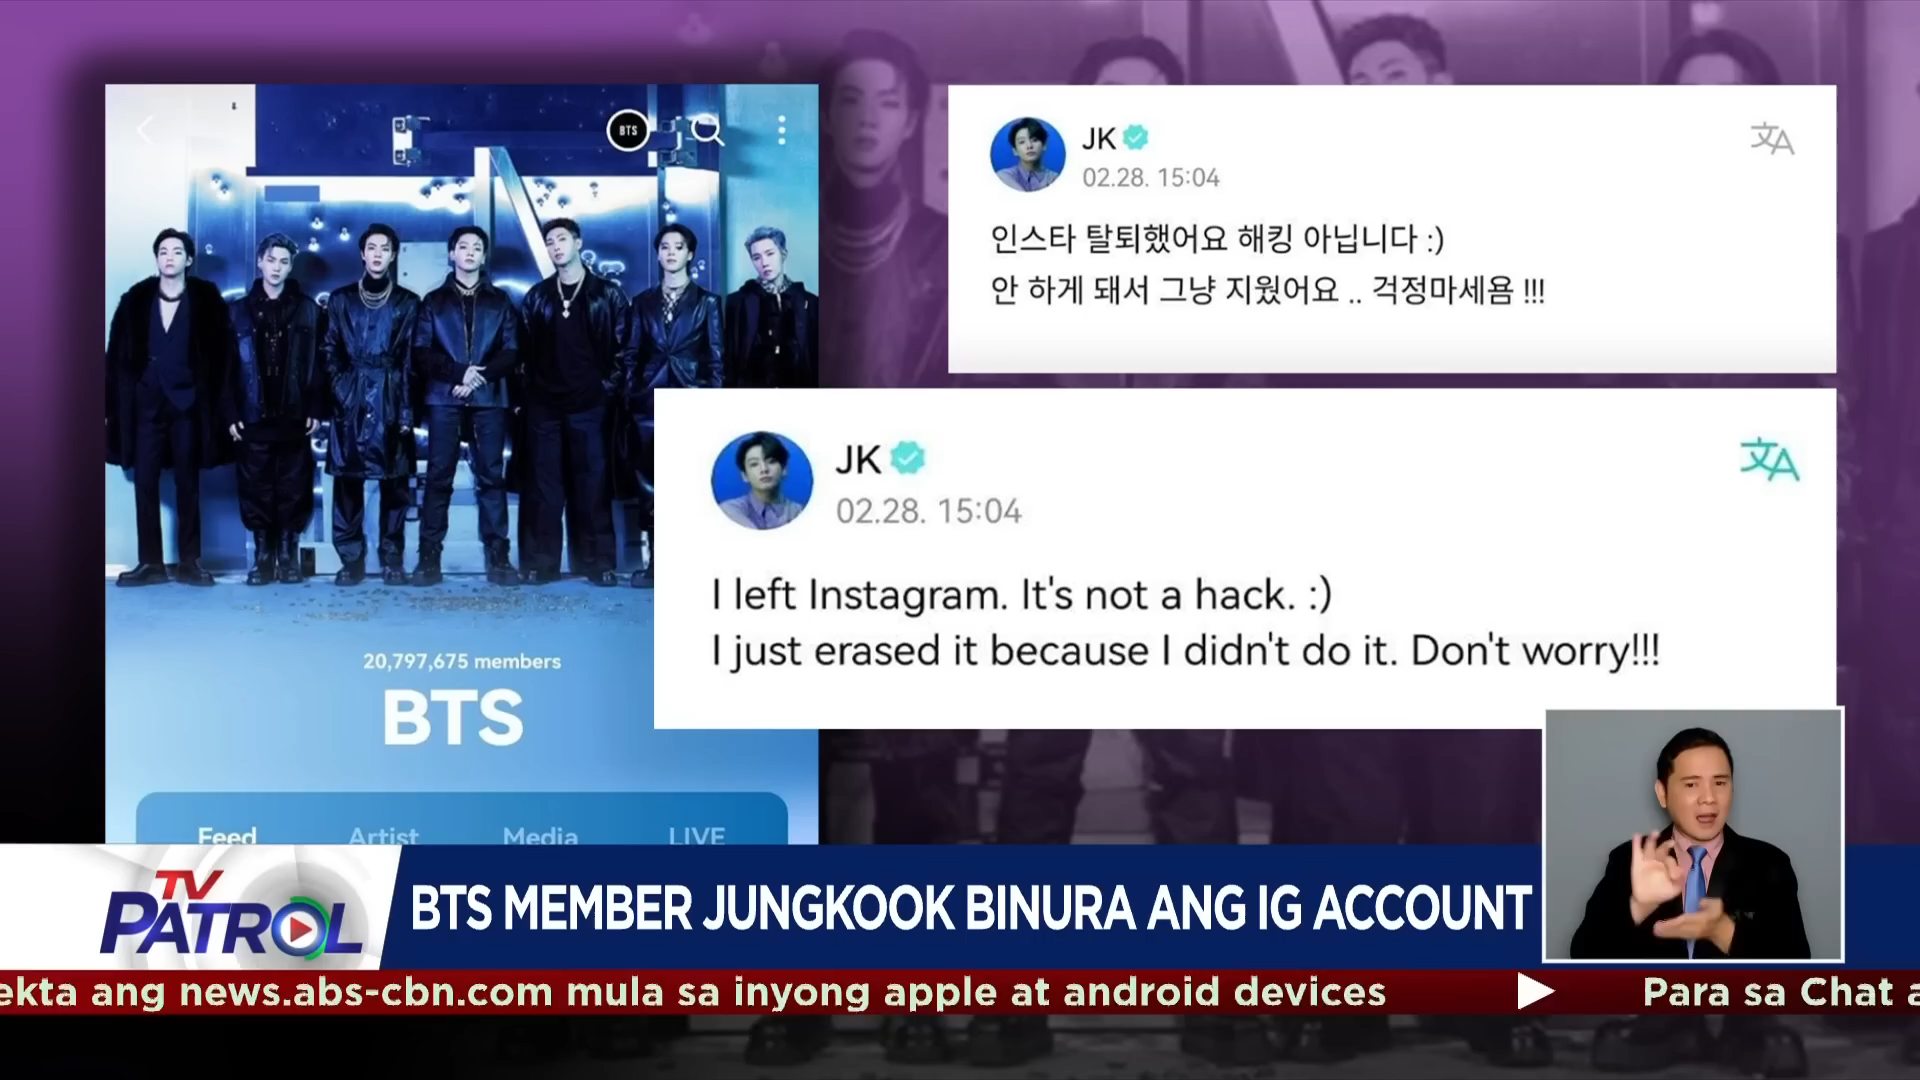 BTS
20,797,675 members
BTS
Feed Artist Media LIVE
JK
02.28. 15:04
文A
인스타 탈퇴했어요 해킹 아닙니다 :)
안 하게 돼서 그냥 지웠어요 .. 걱정마세욤 !!!
JK
02.28. 15:04
文A
I left Instagram. It's not a hack. :)
I just erased it because I didn't do it. Don't worry!!!
TV
PATROL
BTS MEMBER JUNGKOOK BINURA ANG IG ACCOUNT
ekta ang news.abs-cbn.com mula sa inyong apple at android devices Para sa Chat a